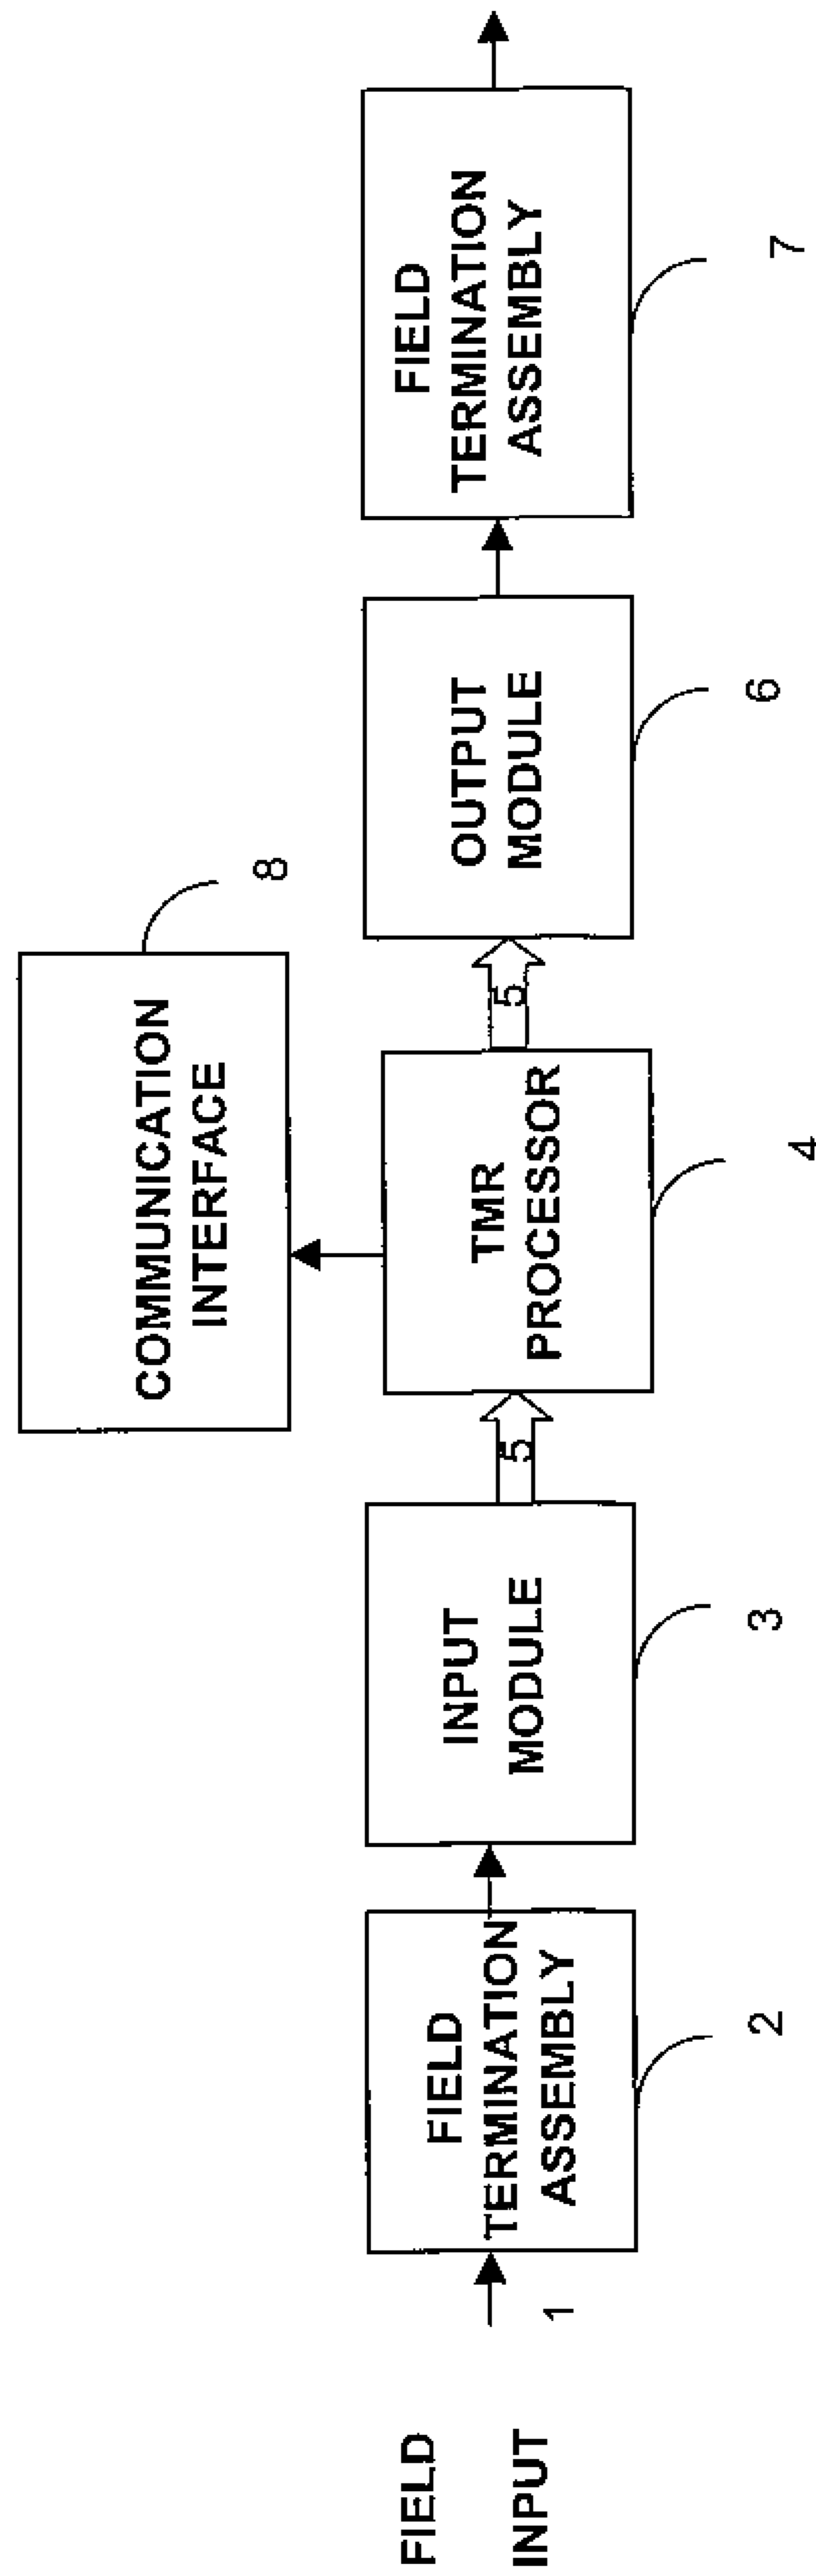 COMMUNICATION
INTERFACE
8
FIELD
INPUT
1
FIELD
TERMINATION
ASSEMBLY
2
INPUT
MODULE
3
5
TMR
PROCESSOR
4
5
OUTPUT
MODULE
6
FIELD
TERMINATION
ASSEMBLY
7